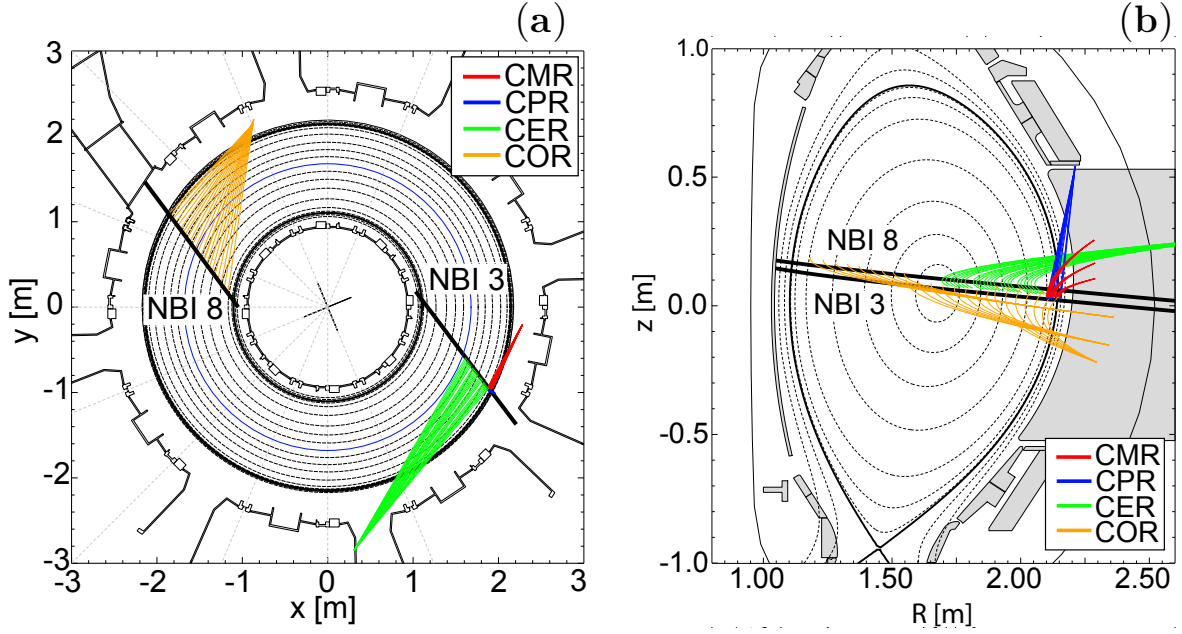 (a)
3
2
1
0
-1
-2
-3
y [m]
-3
-2
-1
0
1
2
3
x [m]
CMR
CPR
CER
COR
NBI 3
NBI 8
(b)
1.0
0.5
0.0
-0.5
-1.0
z [m]
1.00
1.50
2.00
2.50
R [m]
NBI 8
NBI 3
CMR
CPR
CER
COR